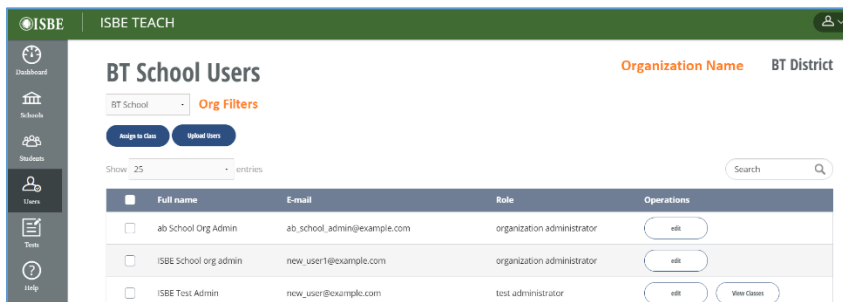 ISBE ISBE TEACH
Dashboard
Schools
Students
Users
Tests
Help
BT School Users
Organization Name BT District
BT School Org Filters
Assign to Class Upload Users
Show 25 entries
Search
Full name E-mail Role Operations
ab School Org Admin ab_school_admin@example.com organization administrator edit
ISBE School org admin new_user1@example.com organization administrator edit
ISBE Test Admin new_user@example.com test administrator edit View Classes